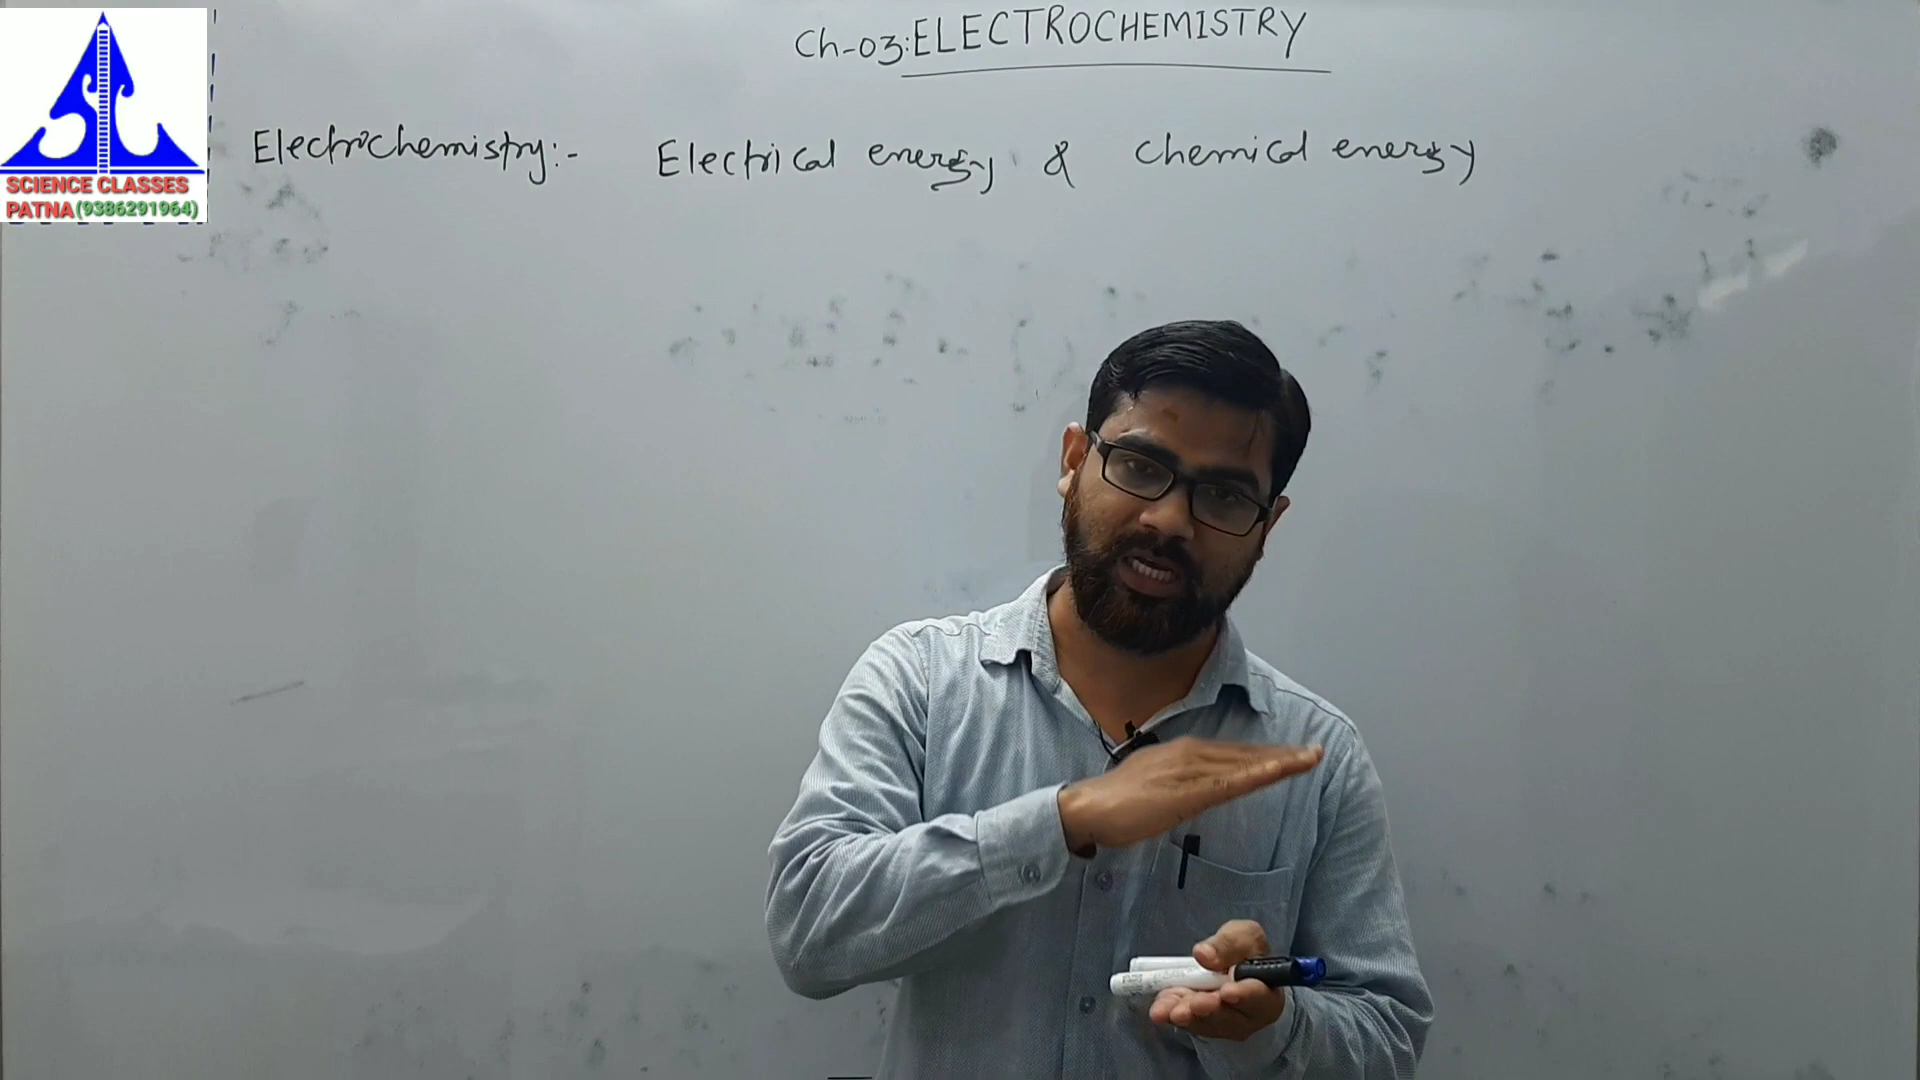 Ch-03:ELECTROCHEMISTRY
Electrochemistry:- Electrical energy & chemical energy
SCIENCE CLASSES
PATNA(9386291964)